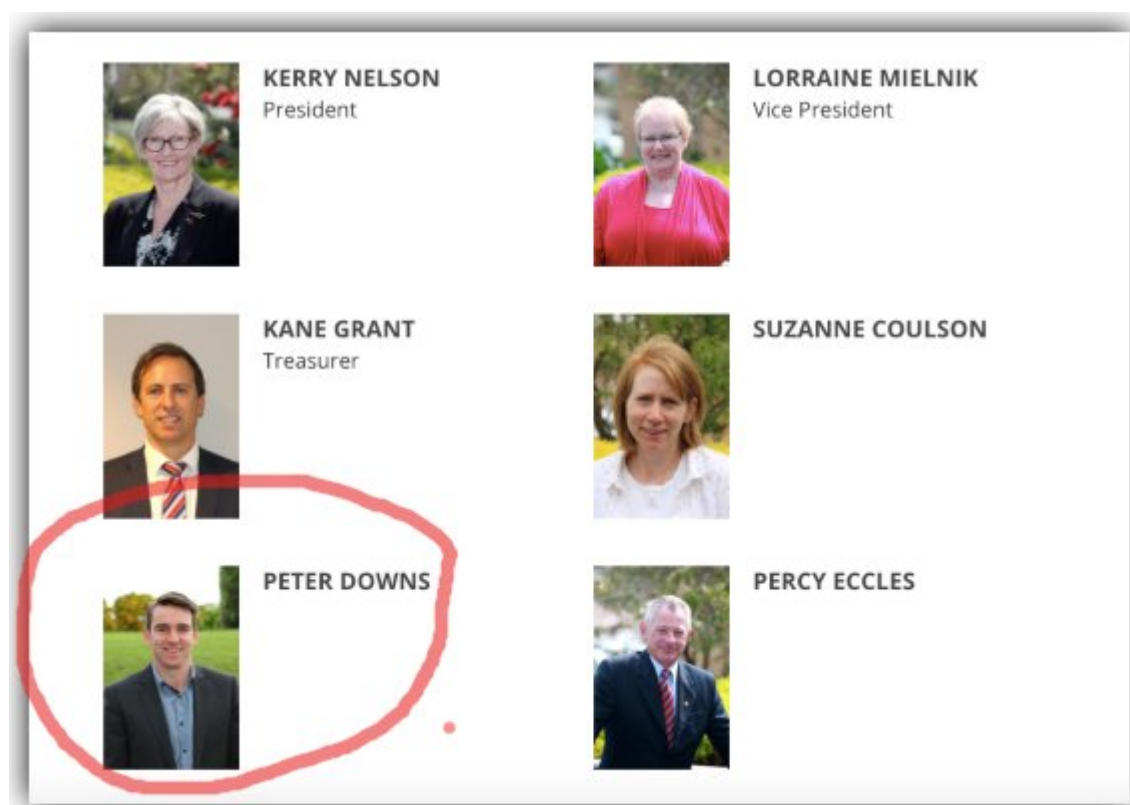 KERRY NELSON
President
LORRAINE MIELNIK
Vice President
KANE GRANT
Treasurer
SUZANNE COULSON
PETER DOWNS
PERCY ECCLES